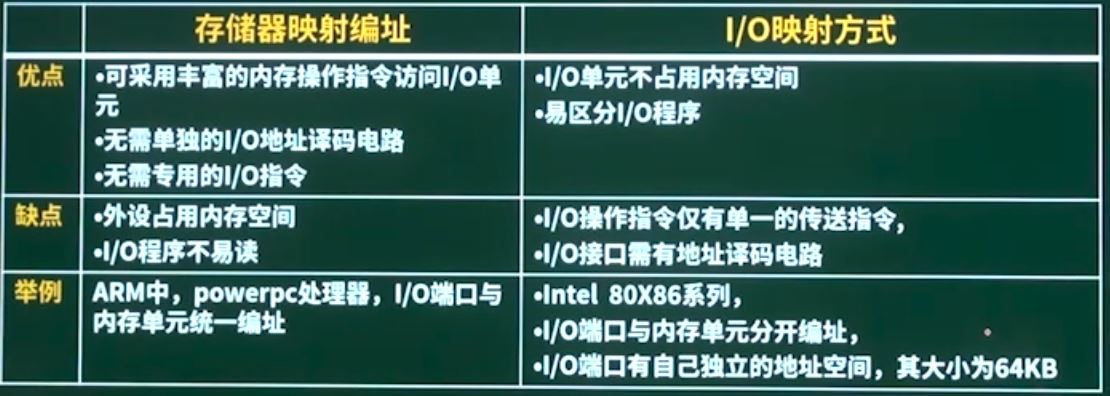 存储器映射编址
I/O映射方式
优点
•可采用丰富的内存操作指令访问I/O单
元
•无需单独的I/O地址译码电路
•无需专用的I/O指令
•I/O单元不占用内存空间
•易区分I/O程序
缺点
•外设占用内存空间
•I/O程序不易读
•I/O操作指令仅有单一的传送指令，
•I/O接口需有地址译码电路
举例
ARM中，powerpc处理器，I/O端口与
内存单元统一编址
•Intel 80X86系列，
•I/O端口与内存单元分开编址，
•I/O端口有自己独立的地址空间，其大小为64KB